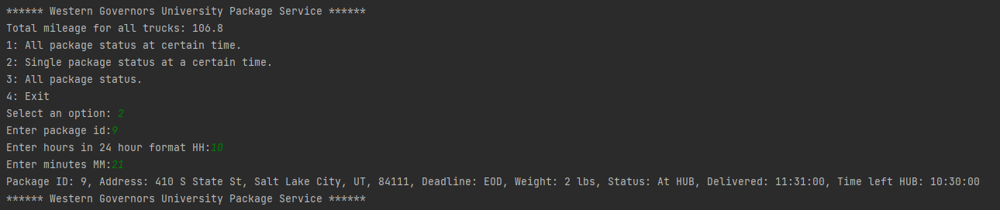 ****** Western Governors University Package Service ******
Total mileage for all trucks: 106.8
1: All package status at certain time.
2: Single package status at a certain time.
3: All package status.
4: Exit
Select an option: 2
Enter package id:9
Enter hours in 24 hour format HH:10
Enter minutes MM:21
Package ID: 9, Address: 410 S State St, Salt Lake City, UT, 84111, Deadline: EOD, Weight: 2 lbs, Status: At HUB, Delivered: 11:31:00, Time left HUB: 10:30:00
****** Western Governors University Package Service ******